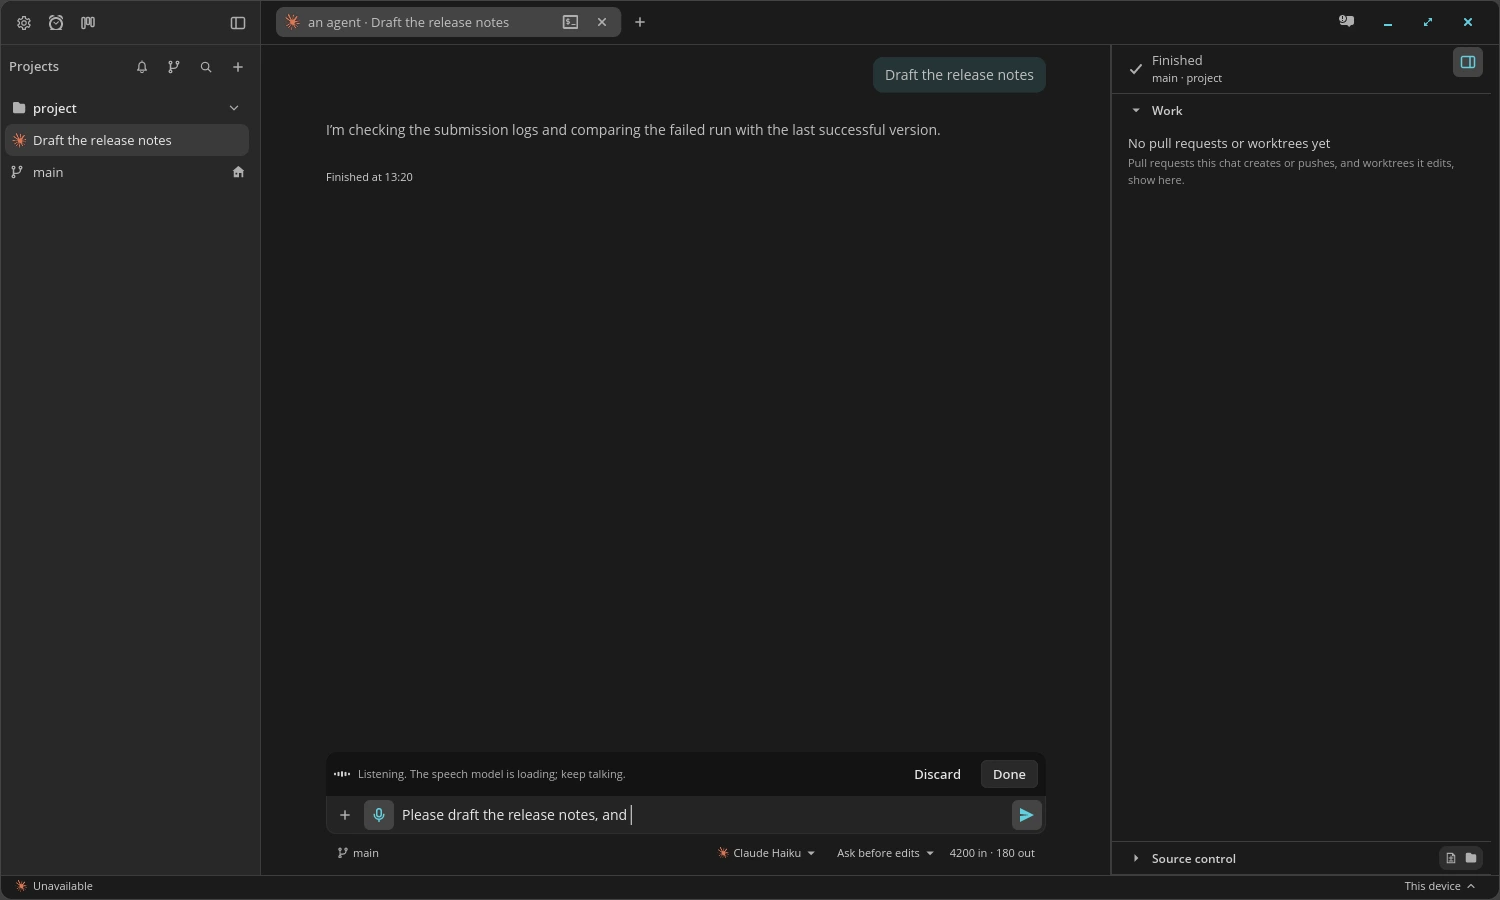 an agent · Draft the release notes
Projects
project
Draft the release notes
main
Draft the release notes
I'm checking the submission logs and comparing the failed run with the last successful version.
Finished at 13:20
Finished
main · project
Work
No pull requests or worktrees yet
Pull requests this chat creates or pushes, and worktrees it edits,
show here.
Listening. The speech model is loading; keep talking.
Discard
Done
Please draft the release notes, and
main
Claude Haiku
Ask before edits
4200 in · 180 out
Source control
Unavailable
This device